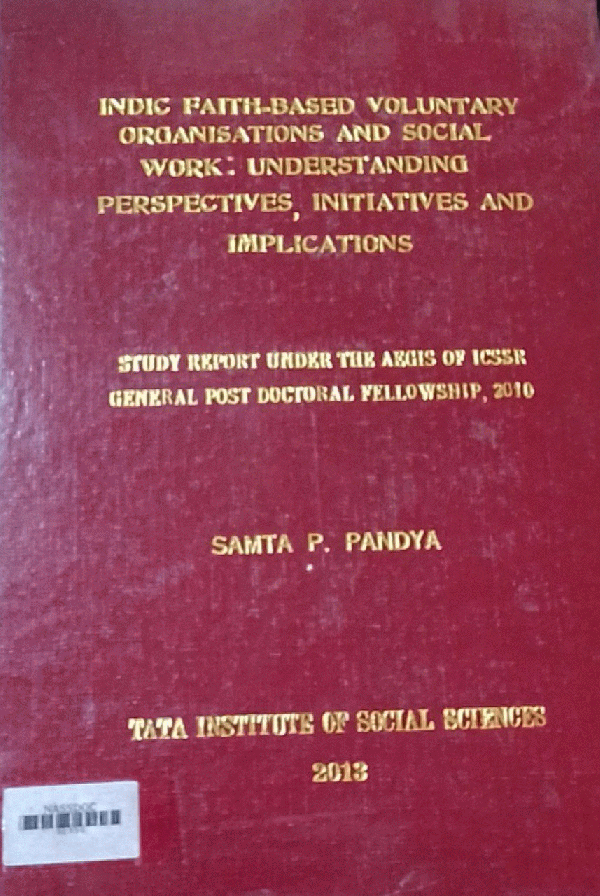 INDIC FAITH-BASED VOLUNTARY
ORGANISATIONS AND SOCIAL
WORK: UNDERSTANDING
PERSPECTIVES, INITIATIVES AND
IMPLICATIONS
STUDY REPORT UNDER THE AEGIS OF ICSSR
GENERAL POST DOCTORAL FELLOWSHIP, 2010
SAMTA P. PANDYA
TATA INSTITUTE OF SOCIAL SCIENCES
2013
NASSDOC